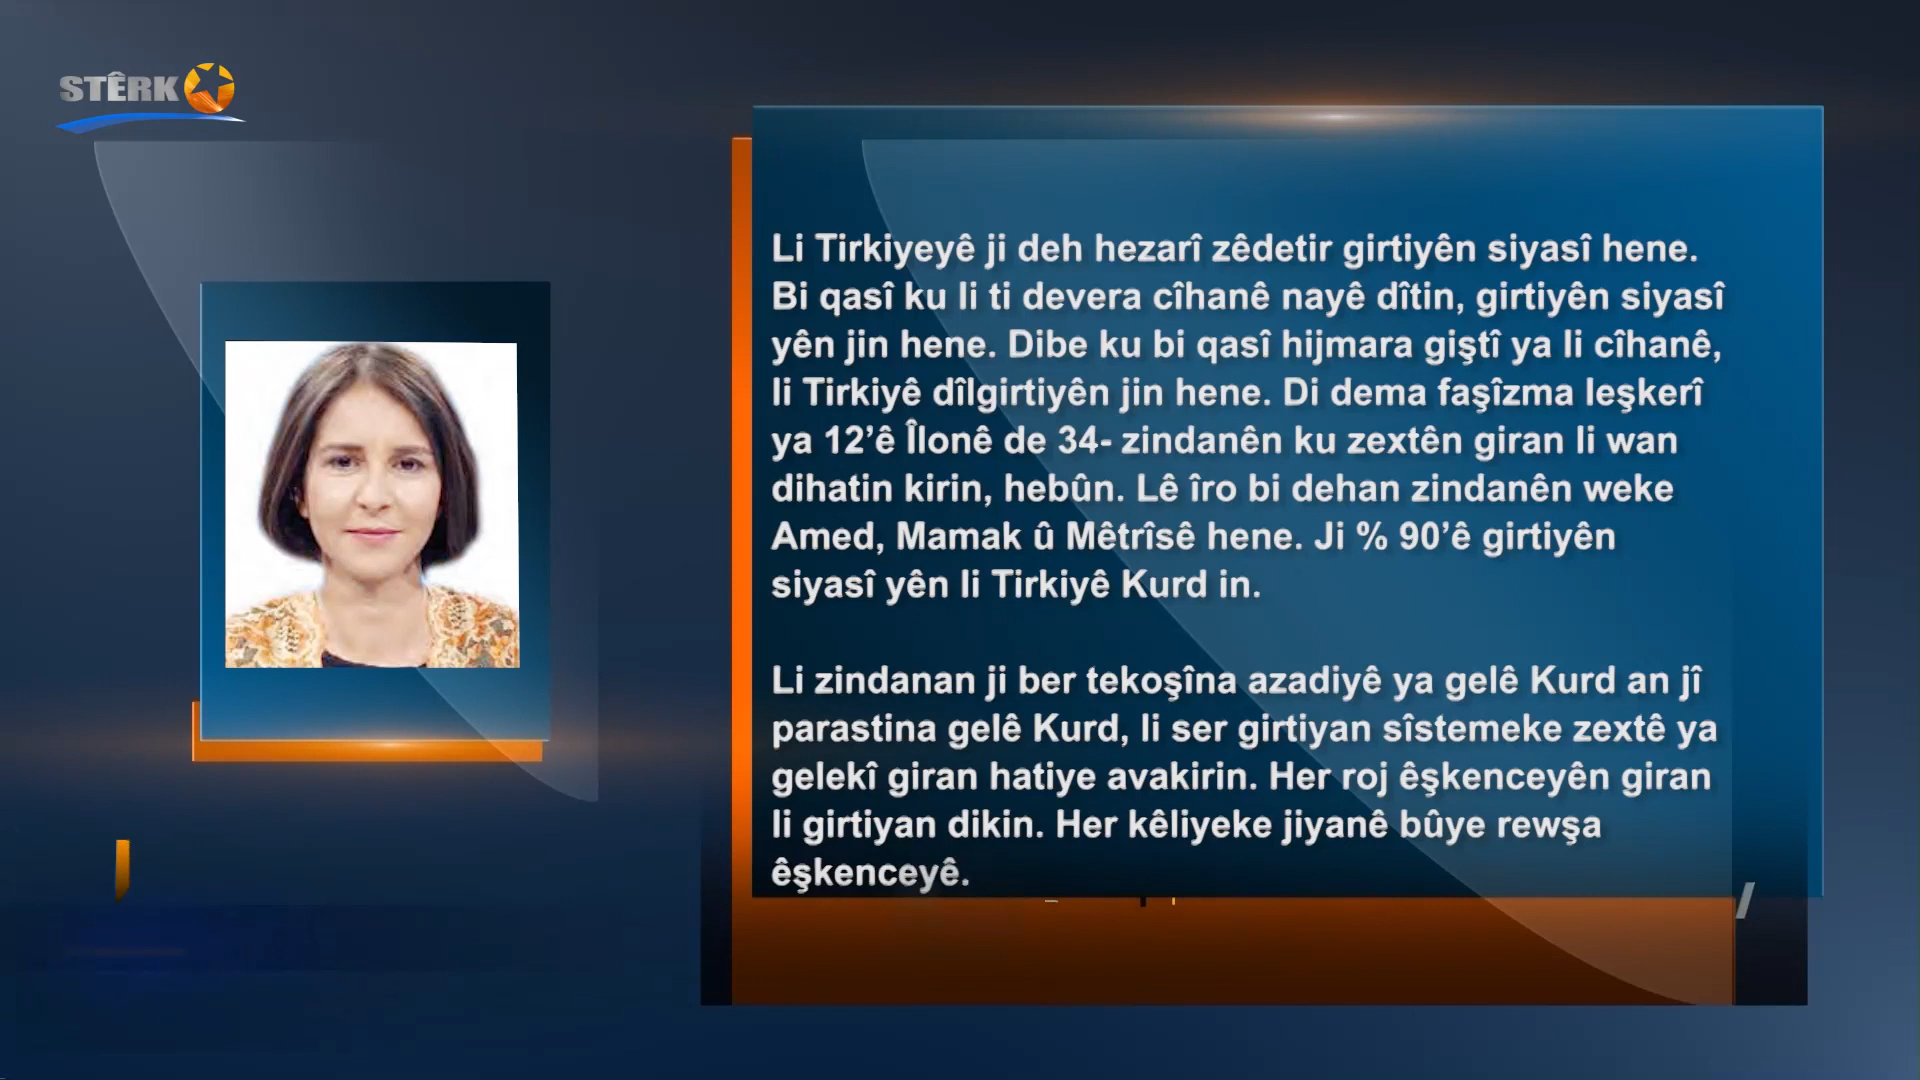 STÊRK
Li Tirkiyeyê ji deh hezarî zêdetir girtiyên siyasî hene.
Bi qasî ku li ti devera cîhanê nayê dîtin, girtiyên siyasî
yên jin hene. Dibe ku bi qasî hijmara giştî ya li cîhanê,
li Tirkiyê dîlgirtiyên jin hene. Di dema faşîzma leşkerî
ya 12’ê Îlonê de 34- zindanên ku zextên giran li wan
dihatin kirin, hebûn. Lê îro bi dehan zindanên weke
Amed, Mamak û Mêtrîsê hene. Ji % 90’ê girtiyên
siyasî yên li Tirkiyê Kurd in.
Li zindanan ji ber tekoşîna azadiyê ya gelê Kurd an jî
parastina gelê Kurd, li ser girtiyan sîstemeke zextê ya
gelekî giran hatiye avakirin. Her roj êşkenceyên giran
li girtiyan dikin. Her kêliyeke jiyanê bûye rewşa
êşkenceyê.